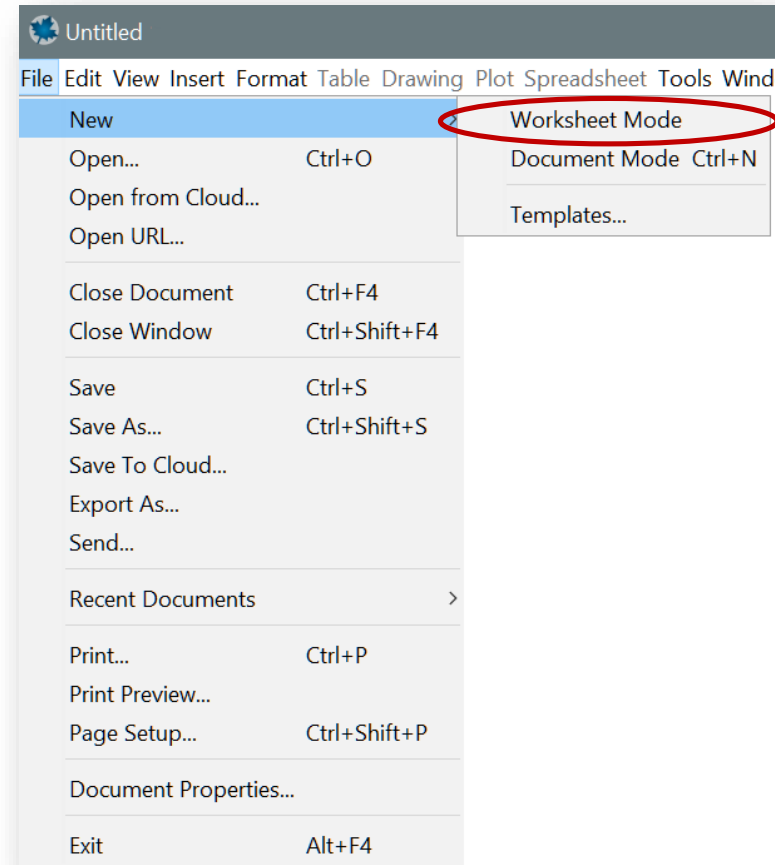 Untitled
File Edit View Insert Format Table Drawing Plot Spreadsheet Tools Wind
New
Worksheet Mode
Open... Ctrl+O
Document Mode Ctrl+N
Open from Cloud...
Templates...
Open URL...
Close Document Ctrl+F4
Close Window Ctrl+Shift+F4
Save Ctrl+S
Save As... Ctrl+Shift+S
Save To Cloud...
Export As...
Send...
Recent Documents
Print... Ctrl+P
Print Preview...
Page Setup... Ctrl+Shift+P
Document Properties...
Exit Alt+F4